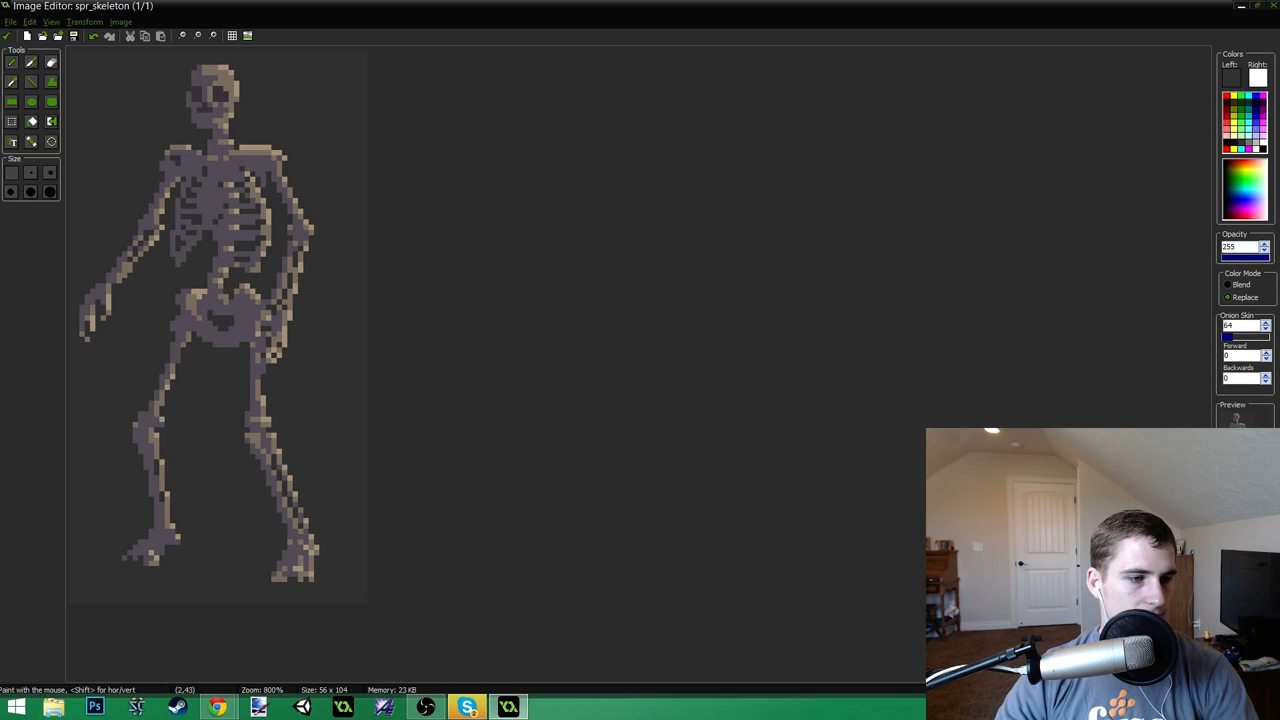 Image Editor: spr_skeleton (1/1)
File Edit View Transform Image
Tools
Size
Colors
Left: Right:
Opacity
255
Color Mode
Blend
Replace
Onion Skin
64
Forward
0
Backwards
0
Preview
Paint with the mouse, <Shift> for hor/vert (2,43) Zoom: 800% Size: 56 x 104 Memory: 23 KB
Ps